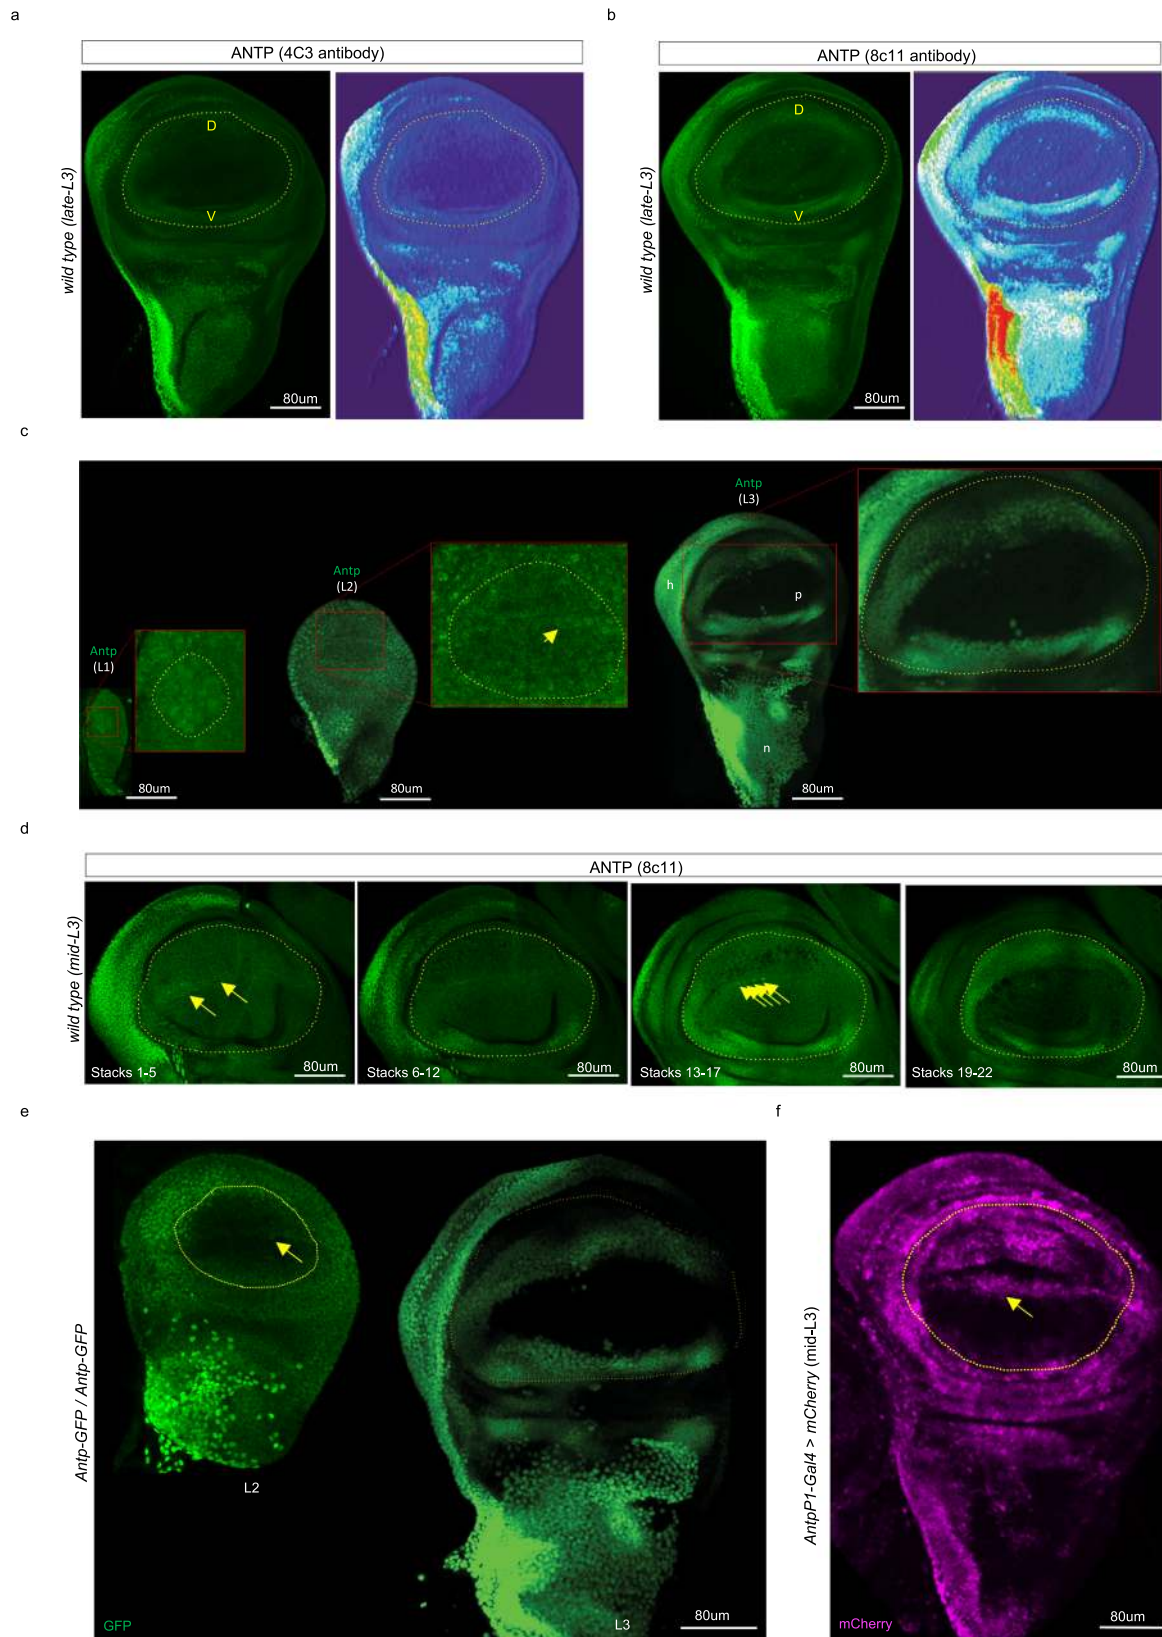 a
ANTP (4C3 antibody)
wild type (late-L3)
D
V
80um
b
ANTP (8c11 antibody)
wild type (late-L3)
D
V
80um
c
Antp
(L1)
80um
Antp
(L2)
80um
Antp
(L3)
h
p
n
80um
d
ANTP (8c11)
wild type (mid-L3)
Stacks 1-5
80um
Stacks 6-12
80um
Stacks 13-17
80um
Stacks 19-22
80um
e
Antp-GFP / Antp-GFP
L2
GFP
L3
80um
f
AntpP1-Gal4 > mCherry (mid-L3)
mCherry
80um